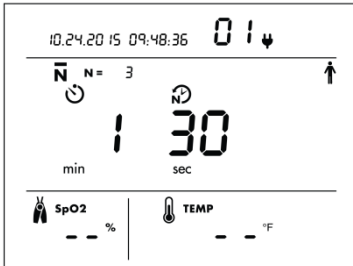 10.24.2015 09:48:36 01
N N = 3
N
1 30
min sec
SpO2 TEMP
-- % -- °F